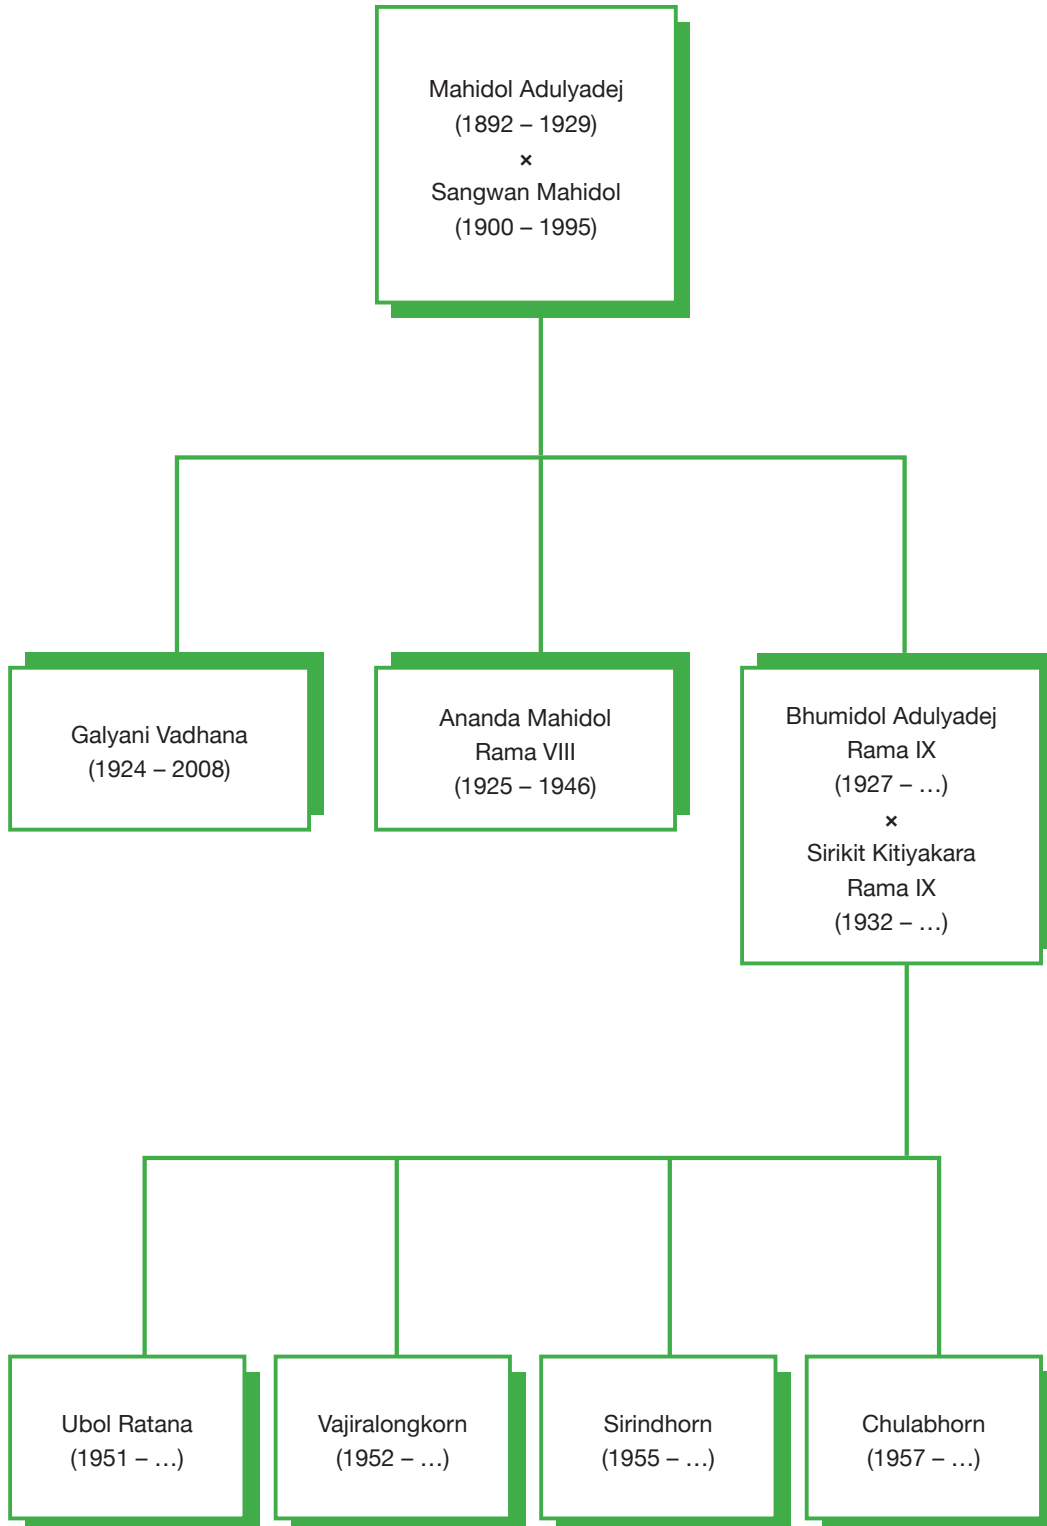 Mahidol Adulyadej
(1892 – 1929)
×
Sangwan Mahidol
(1900 – 1995)
Galyani Vadhana
(1924 – 2008)
Ananda Mahidol
Rama VIII
(1925 – 1946)
Bhumidol Adulyadej
Rama IX
(1927 – …)
×
Sirikit Kitiyakara
Rama IX
(1932 – …)
Ubol Ratana
(1951 – …)
Vajiralongkorn
(1952 – …)
Sirindhorn
(1955 – …)
Chulabhorn
(1957 – …)